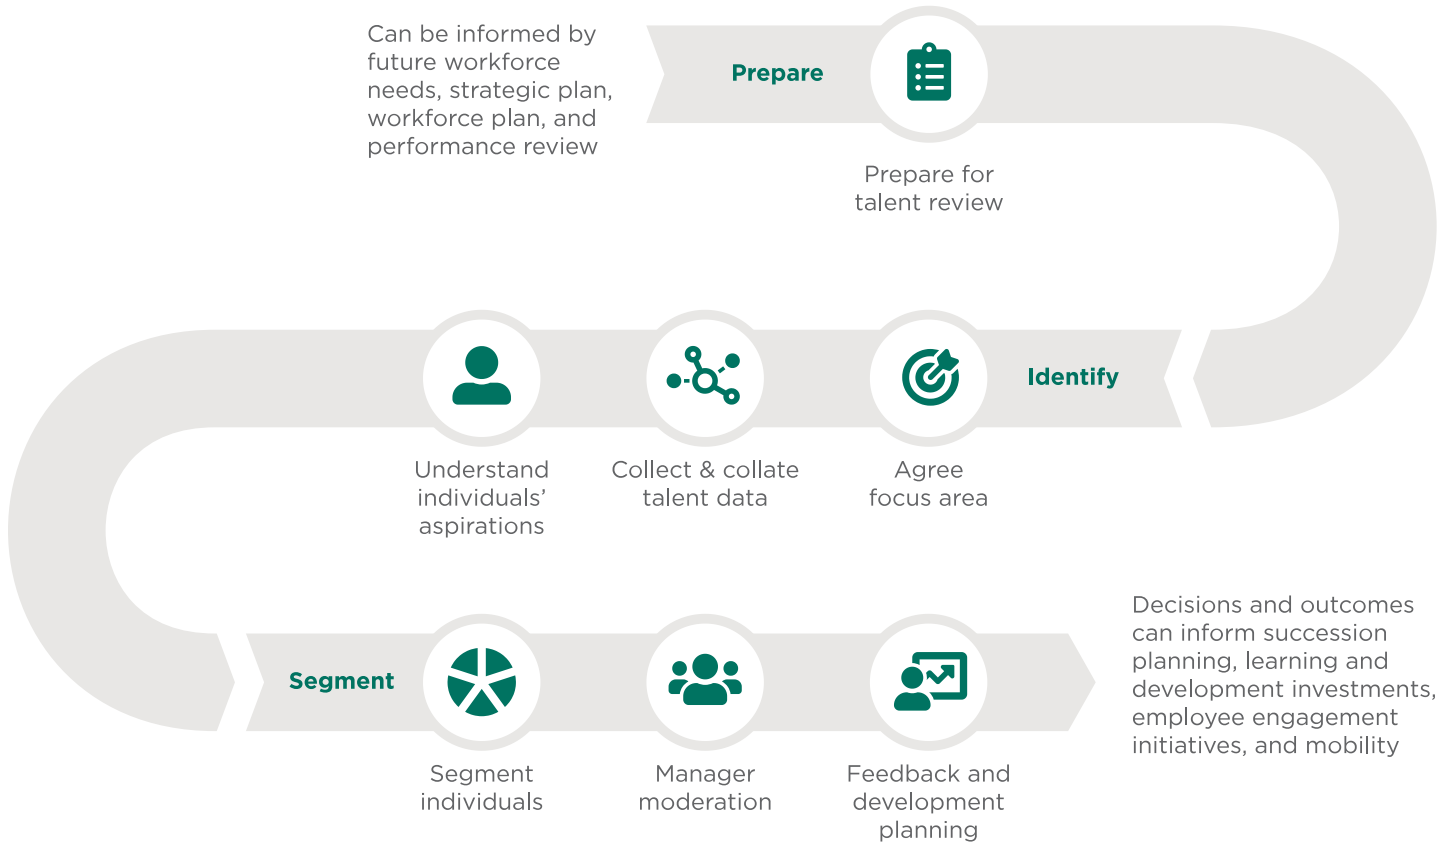 Can be informed by
future workforce
needs, strategic plan,
workforce plan, and
performance review
Prepare
Prepare for
talent review
Identify
Agree
focus area
Collect & collate
talent data
Understand
individuals’
aspirations
Segment
Segment
individuals
Manager
moderation
Feedback and
development
planning
Decisions and outcomes
can inform succession
planning, learning and
development investments,
employee engagement
initiatives, and mobility